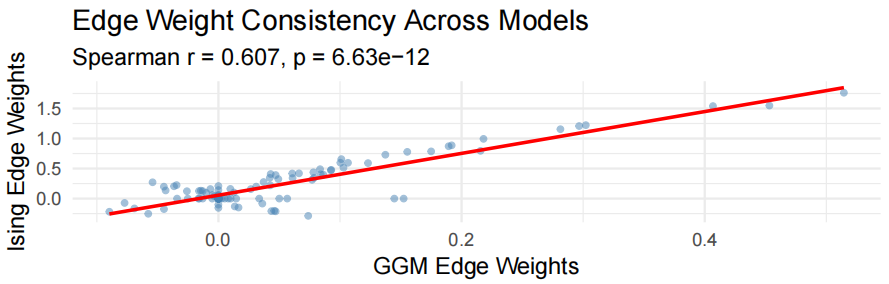 Edge Weight Consistency Across Models
Spearman r = 0.607, p = 6.63e−12
Ising Edge Weights
1.5
1.0
0.5
0.0
0.0 0.2 0.4
GGM Edge Weights